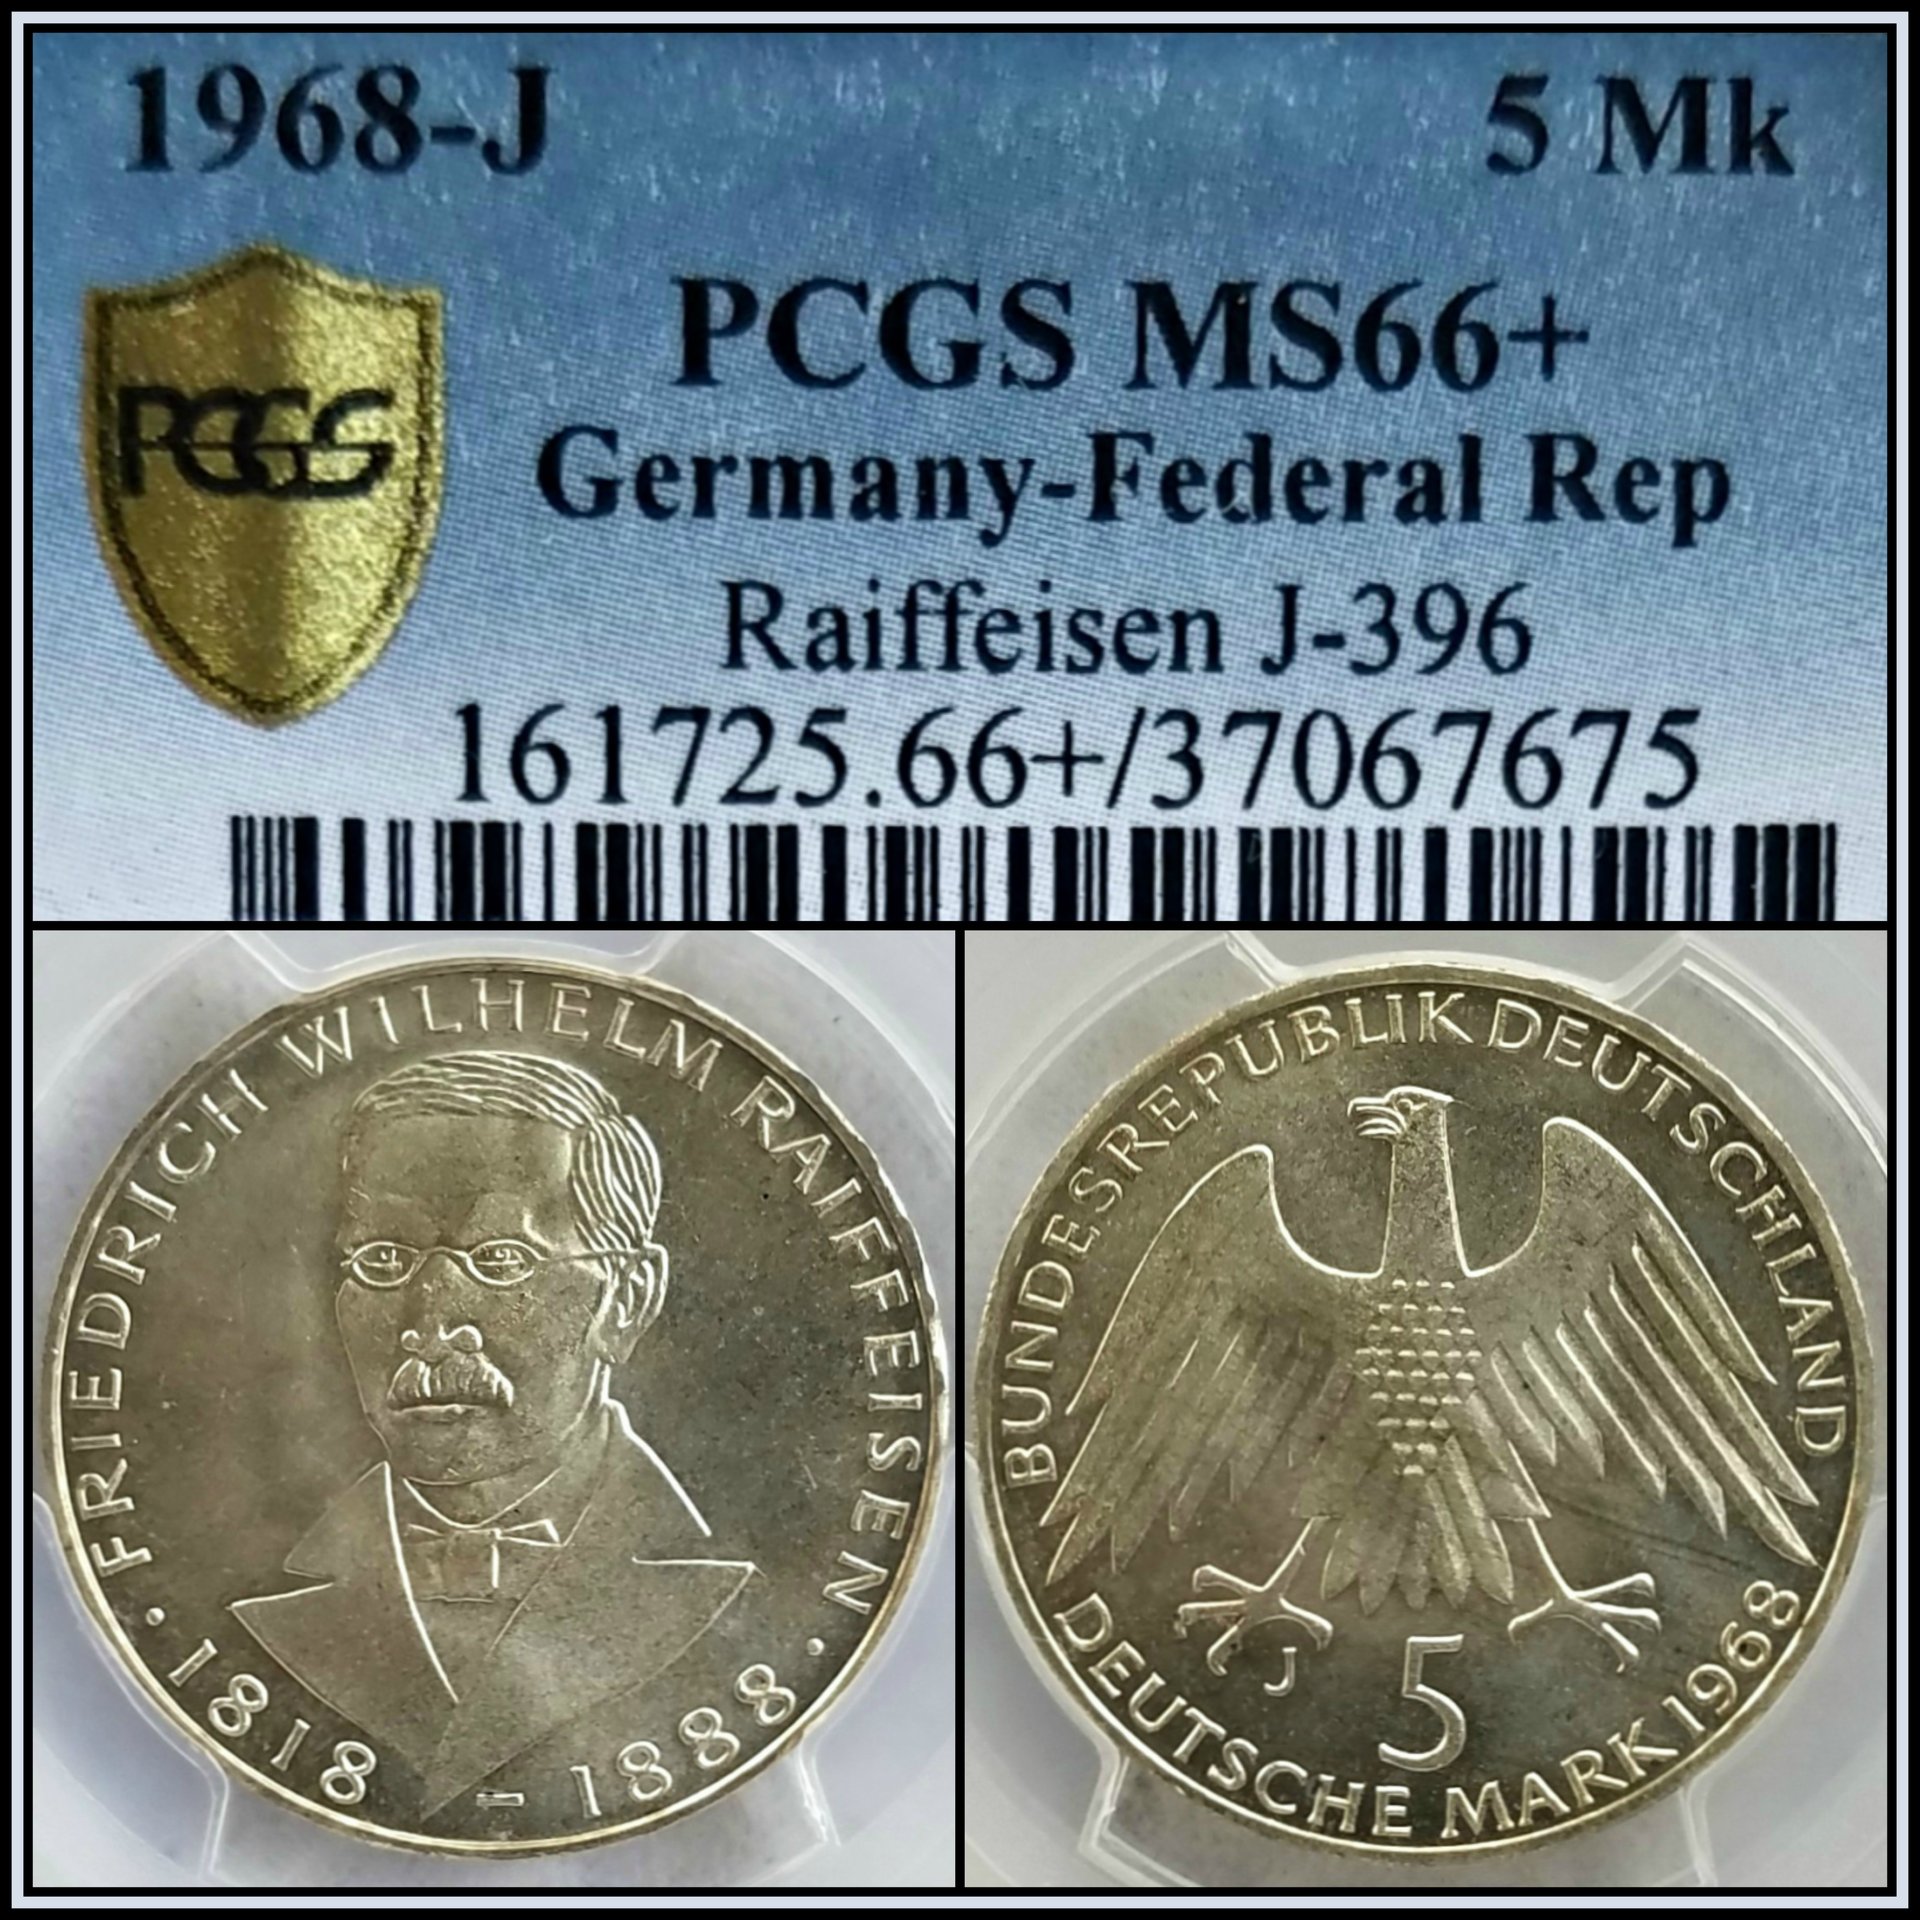 1968-J 5 Mk
PCGS MS66+
PCGS
Germany-Federal Rep
Raiffeisen J-396
161725.66+/37067675
FRIEDRICH WILHELM RAIFFEISEN
· 1818 – 1888 ·
BUNDESREPUBLIK DEUTSCHLAND
J
5
DEUTSCHE MARK 1968